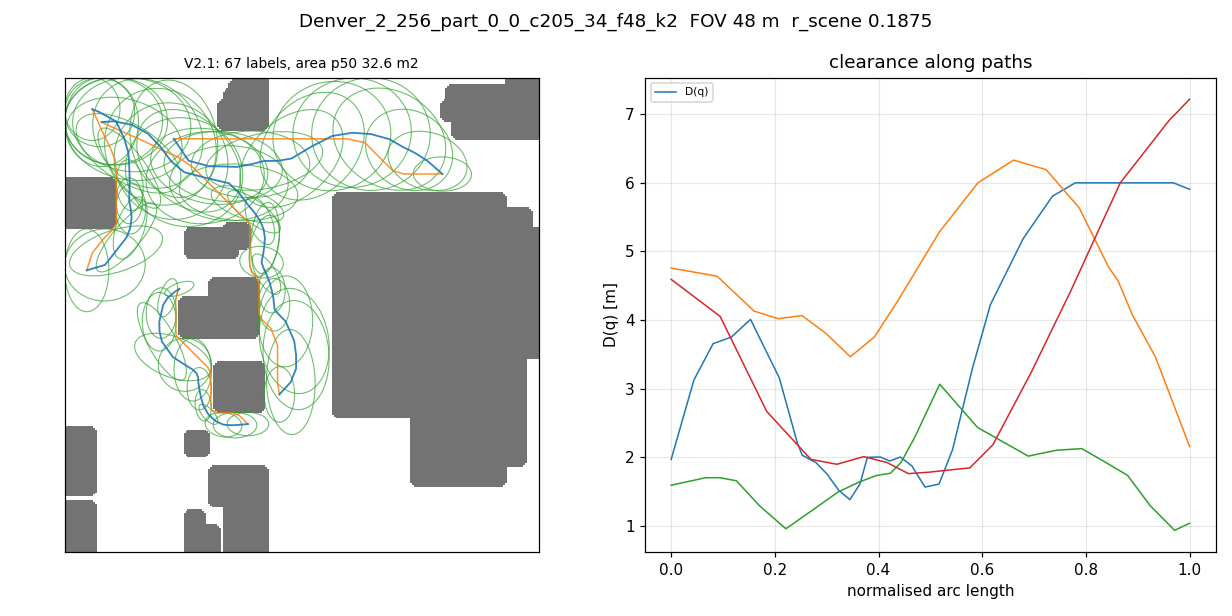 Denver_2_256_part_0_0_c205_34_f48_k2  FOV 48 m  r_scene 0.1875
V2.1: 67 labels, area p50 32.6 m2
clearance along paths
D(q)
7
6
5
4
3
2
1
D(q) [m]
0.0 0.2 0.4 0.6 0.8 1.0
normalised arc length